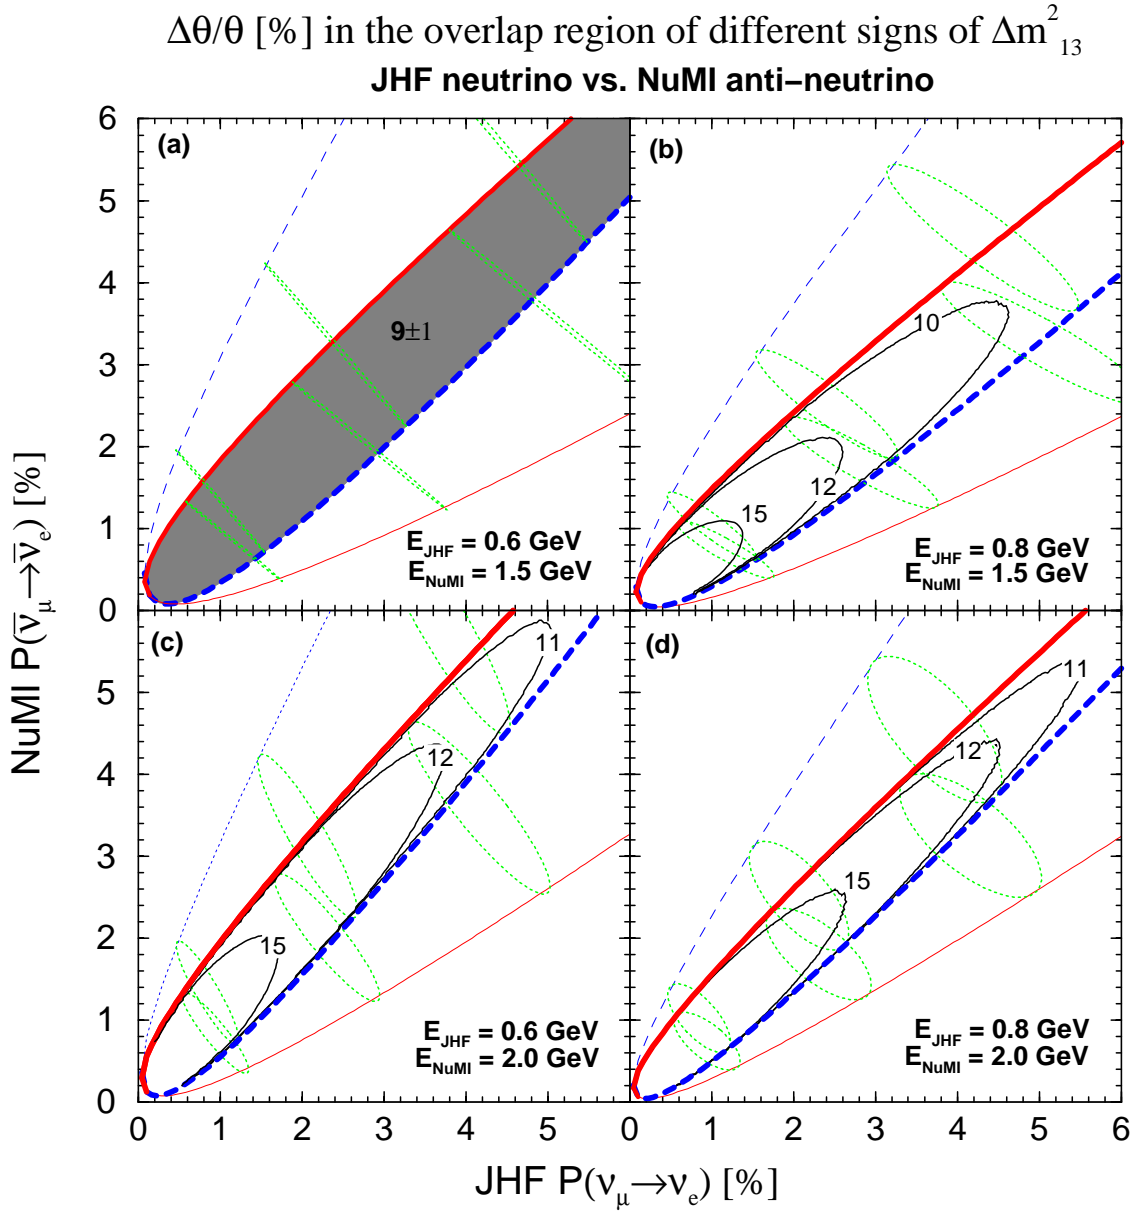 Δθ/θ [%] in the overlap region of different signs of Δm²₁₃
JHF neutrino vs. NuMI anti−neutrino
(a)
9±1
E_JHF = 0.6 GeV
E_NuMI = 1.5 GeV
(b)
10
12
15
E_JHF = 0.8 GeV
E_NuMI = 1.5 GeV
0 1 2 3 4 5 6
(c)
11
12
15
E_JHF = 0.6 GeV
E_NuMI = 2.0 GeV
(d)
11
12
15
E_JHF = 0.8 GeV
E_NuMI = 2.0 GeV
0 1 2 3 4 5
0 1 2 3 4 5
0 1 2 3 4 5 6
NuMI P(ν̅_μ→ν̅_e) [%]
JHF P(ν_μ→ν_e) [%]